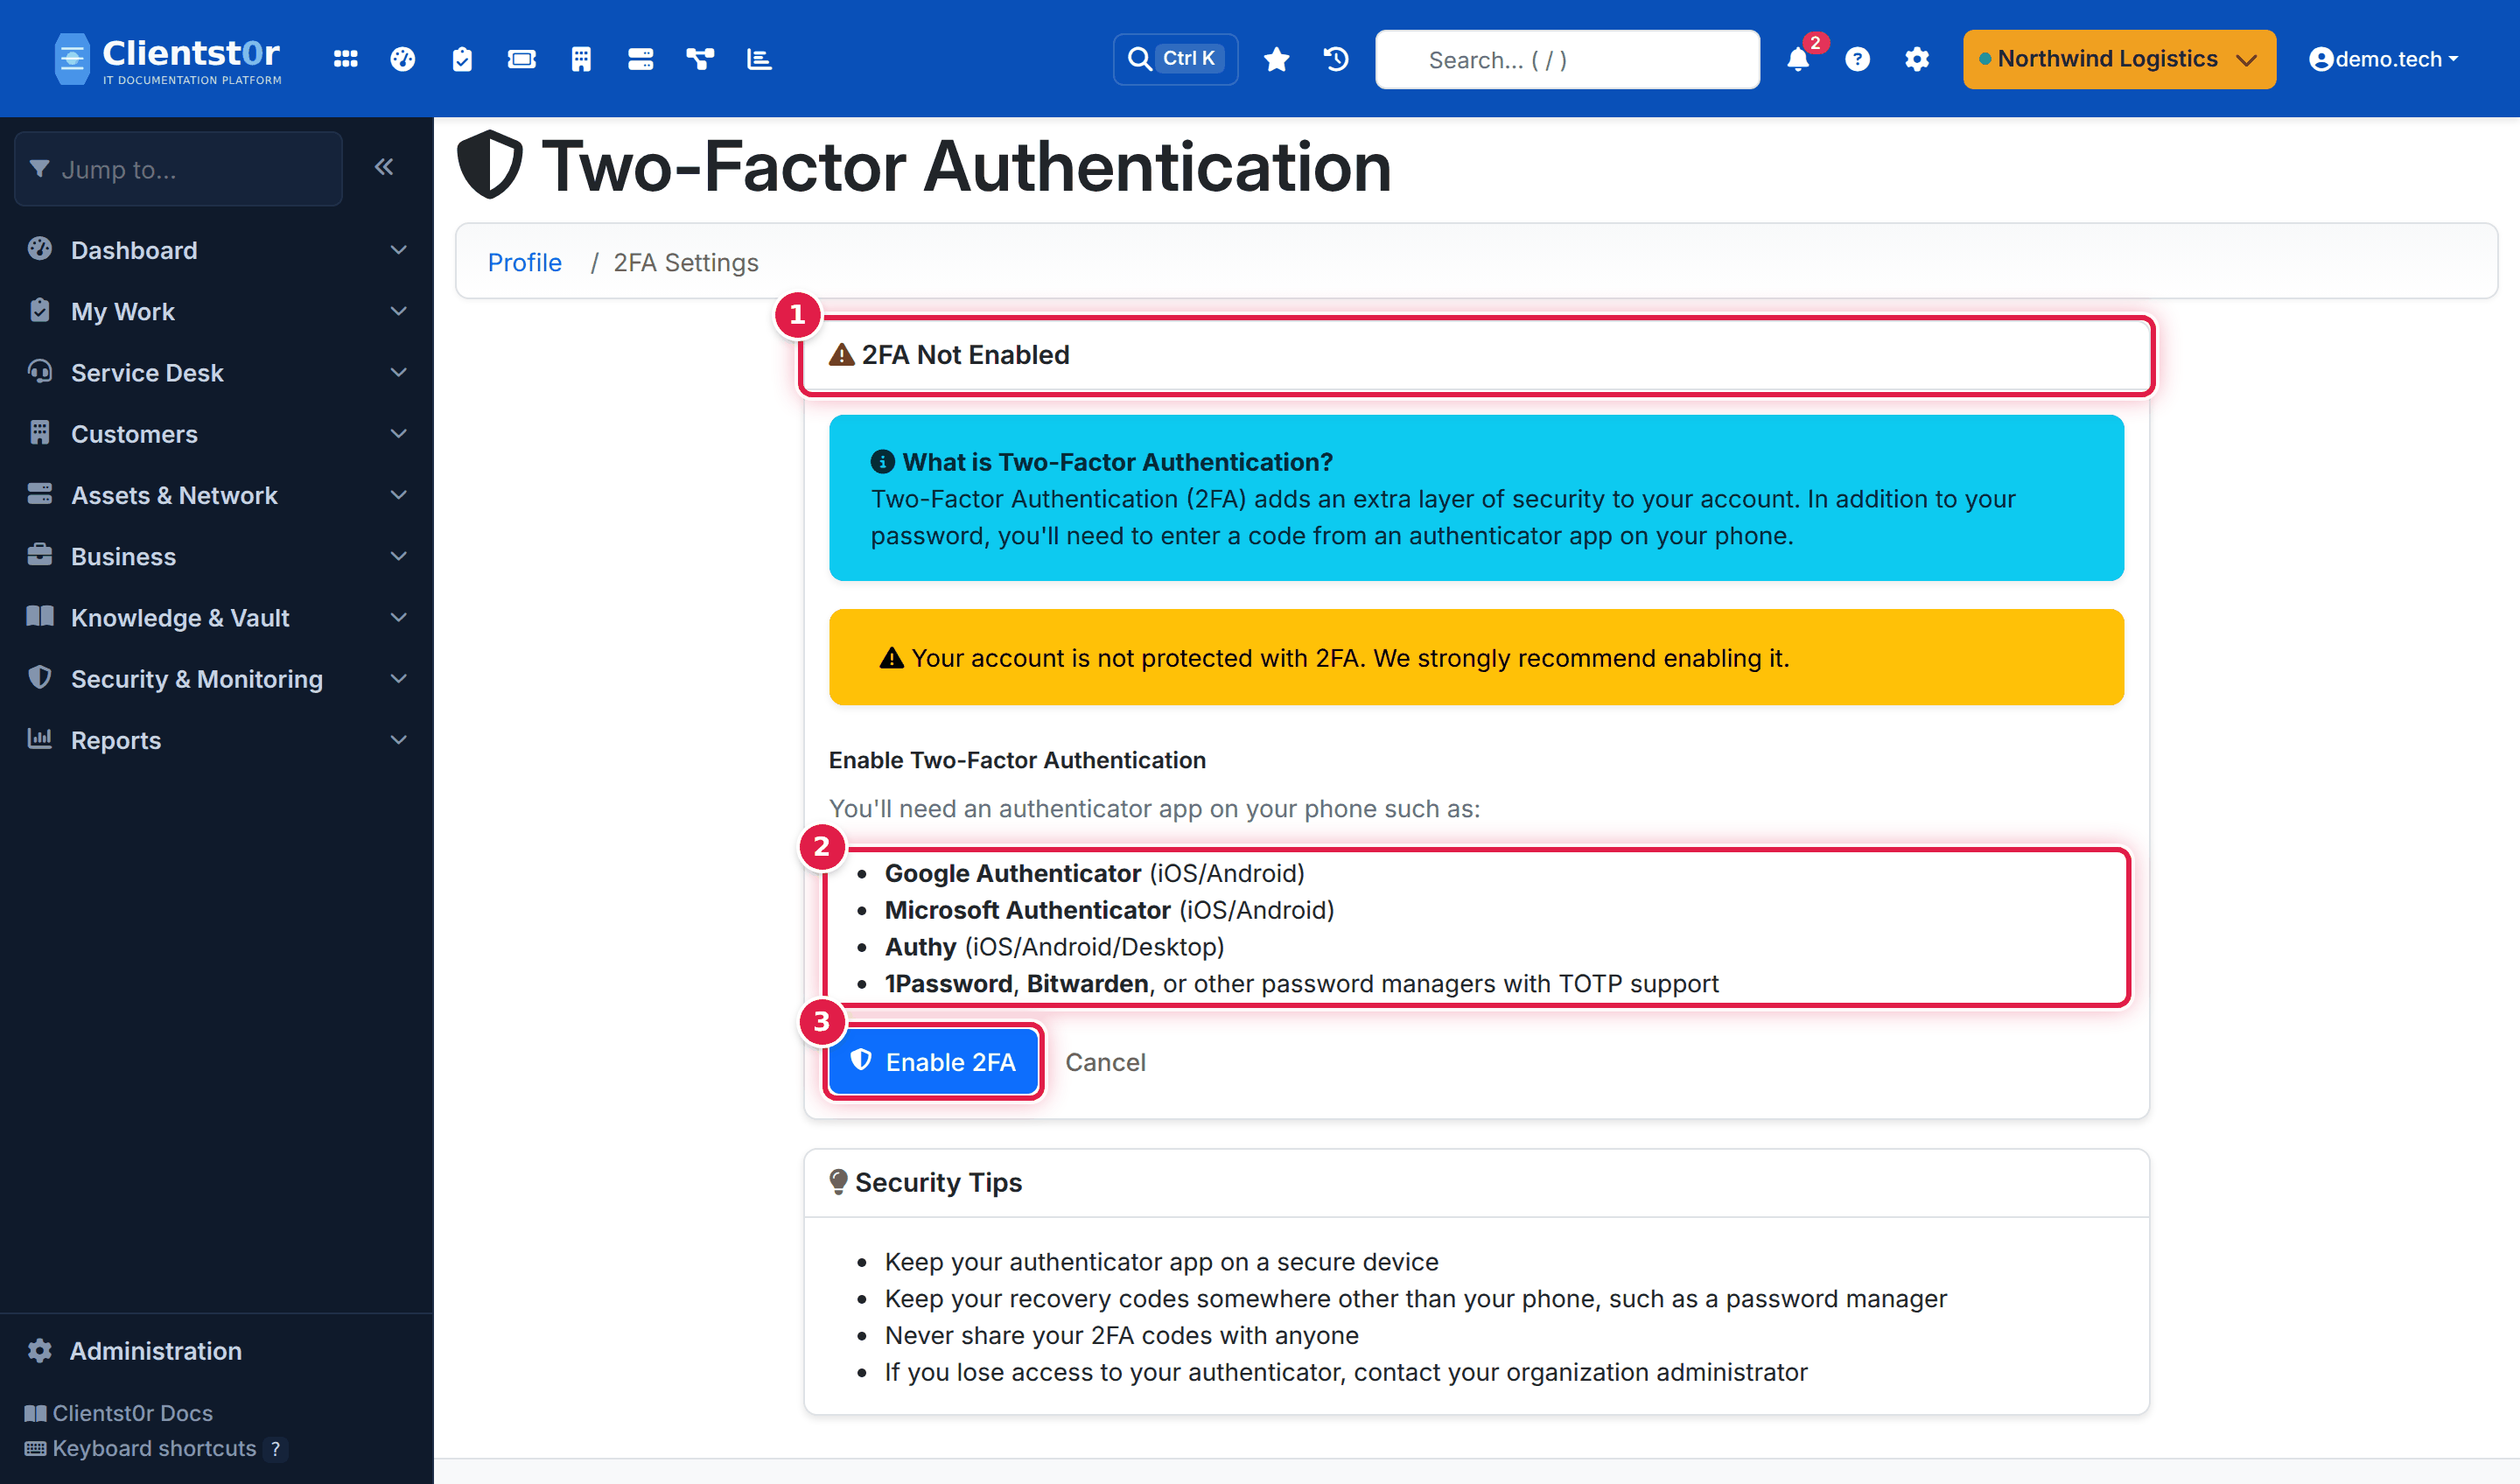 Clientst0r
IT DOCUMENTATION PLATFORM
Ctrl K
Search... ( / )
2
?
Northwind Logistics
demo.tech
Jump to...
Dashboard
My Work
Service Desk
Customers
Assets & Network
Business
Knowledge & Vault
Security & Monitoring
Reports
Administration
Clientst0r Docs
Keyboard shortcuts ?
Two-Factor Authentication
Profile / 2FA Settings
1
2FA Not Enabled
What is Two-Factor Authentication?
Two-Factor Authentication (2FA) adds an extra layer of security to your account. In addition to your
password, you'll need to enter a code from an authenticator app on your phone.
Your account is not protected with 2FA. We strongly recommend enabling it.
Enable Two-Factor Authentication
You'll need an authenticator app on your phone such as:
2
• Google Authenticator (iOS/Android)
• Microsoft Authenticator (iOS/Android)
• Authy (iOS/Android/Desktop)
• 1Password, Bitwarden, or other password managers with TOTP support
3
Enable 2FA
Cancel
Security Tips
• Keep your authenticator app on a secure device
• Keep your recovery codes somewhere other than your phone, such as a password manager
• Never share your 2FA codes with anyone
• If you lose access to your authenticator, contact your organization administrator